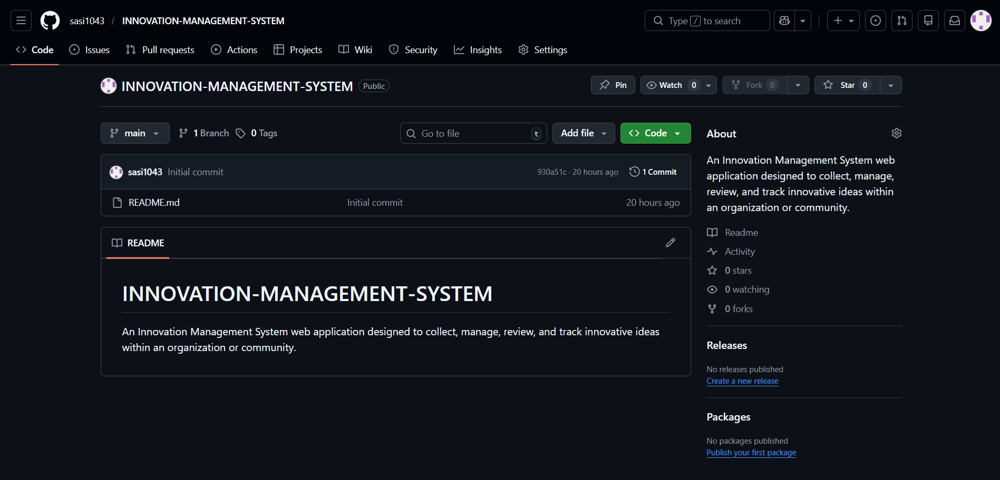 sasi1043 / INNOVATION-MANAGEMENT-SYSTEM
Type / to search
Code Issues Pull requests Actions Projects Wiki Security Insights Settings
INNOVATION-MANAGEMENT-SYSTEM Public
Pin Watch 0 Fork 0 Star 0
main 1 Branch 0 Tags
Go to file t Add file Code
sasi1043 Initial commit 930a51c · 20 hours ago 1 Commit
README.md Initial commit 20 hours ago
README
INNOVATION-MANAGEMENT-SYSTEM
An Innovation Management System web application designed to collect, manage, review, and track innovative ideas
within an organization or community.
About
An Innovation Management System web
application designed to collect, manage,
review, and track innovative ideas within
an organization or community.
Readme
Activity
0 stars
0 watching
0 forks
Releases
No releases published
Create a new release
Packages
No packages published
Publish your first package